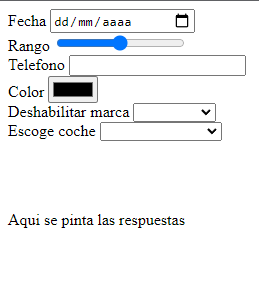 Fecha dd/mm/aaaa
Rango
Telefono
Color
Deshabilitar marca
Escoge coche
Aqui se pinta las respuestas